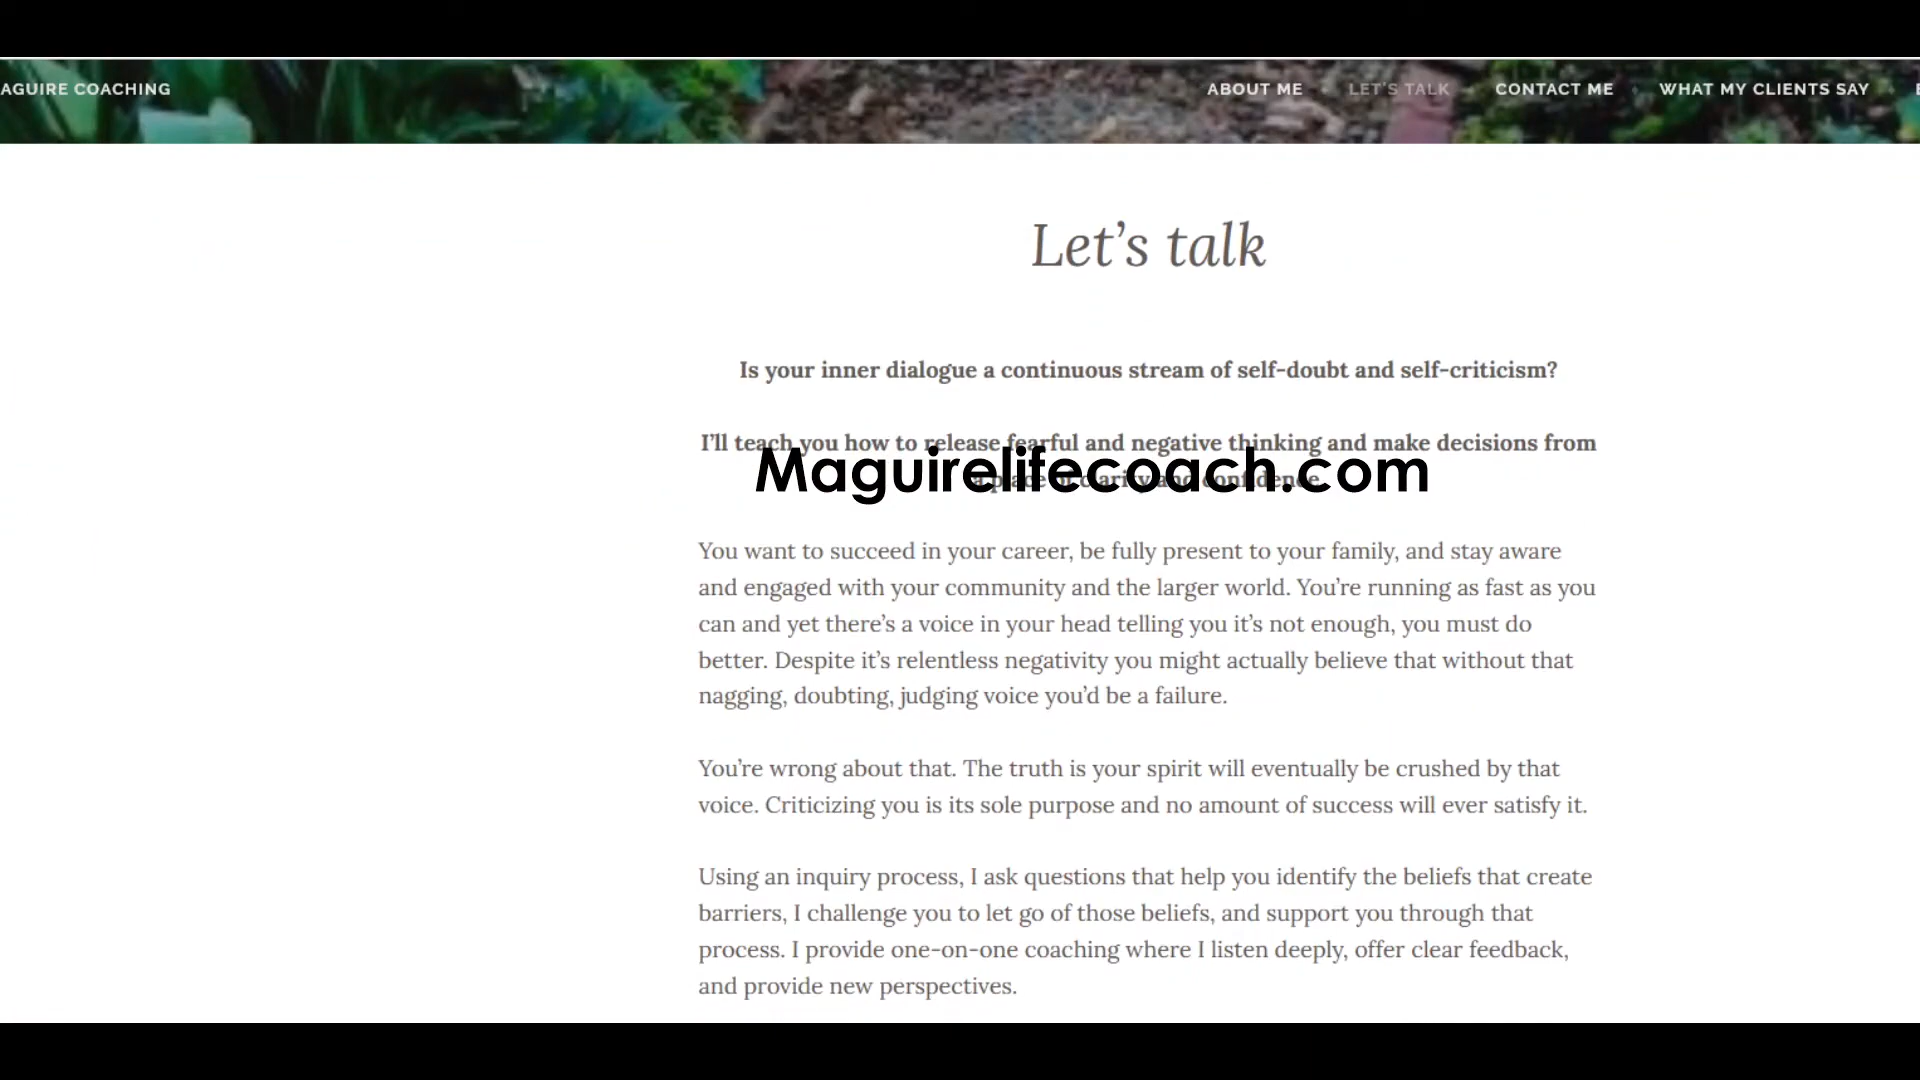 AGUIRE COACHING
ABOUT ME LET'S TALK CONTACT ME WHAT MY CLIENTS SAY
Let’s talk
Is your inner dialogue a continuous stream of self-doubt and self-criticism?
I’ll teach you how to release fearful and negative thinking and make decisions from
a place of clarity and confidence.
Maguirelifecoach.com
You want to succeed in your career, be fully present to your family, and stay aware
and engaged with your community and the larger world. You’re running as fast as you
can and yet there’s a voice in your head telling you it’s not enough, you must do
better. Despite it’s relentless negativity you might actually believe that without that
nagging, doubting, judging voice you’d be a failure.
You’re wrong about that. The truth is your spirit will eventually be crushed by that
voice. Criticizing you is its sole purpose and no amount of success will ever satisfy it.
Using an inquiry process, I ask questions that help you identify the beliefs that create
barriers, I challenge you to let go of those beliefs, and support you through that
process. I provide one-on-one coaching where I listen deeply, offer clear feedback,
and provide new perspectives.